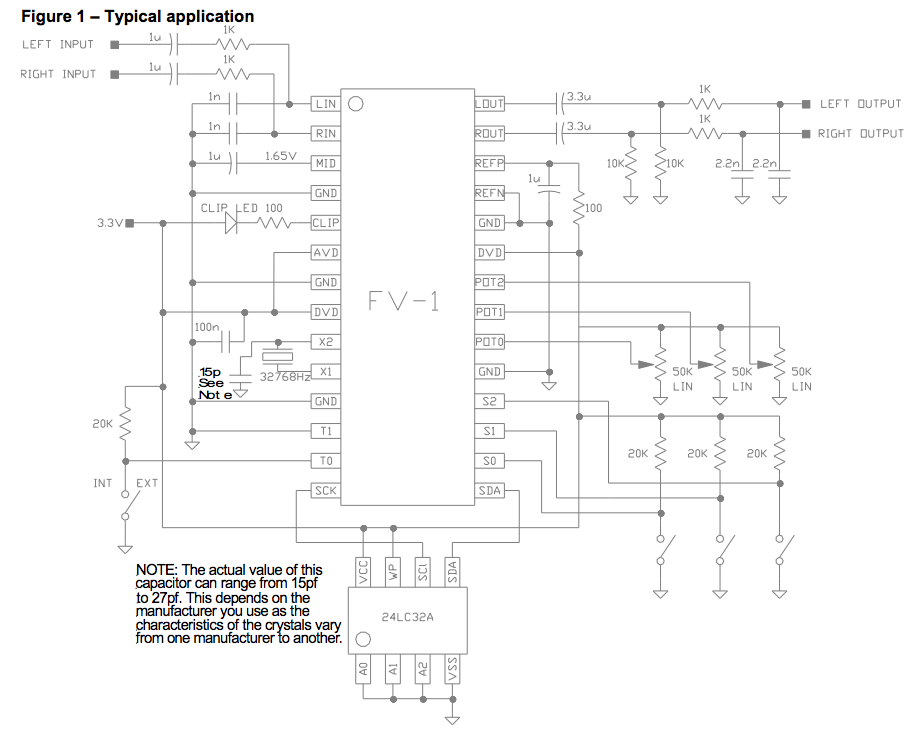 Figure 1 – Typical application
LEFT INPUT
1u
1K
RIGHT INPUT
1u
1K
1n
LIN
1n
RIN
1u
1.65V
MID
GND
3.3V
CLIP LED
100
CLIP
AVD
GND
DVD
100n
X2
15p
See
Note
32768Hz
X1
GND
20K
T1
T0
INT
EXT
SCK
FV-1
LOUT
3.3u
1K
LEFT OUTPUT
ROUT
3.3u
1K
RIGHT OUTPUT
REFP
10K
10K
2.2n
2.2n
1u
REFN
100
GND
DVD
POT2
POT1
POT0
GND
50K
LIN
50K
LIN
50K
LIN
S2
S1
S0
20K
20K
20K
SDA
VCC
WP
SCL
SDA
24LC32A
A0
A1
A2
VSS
NOTE: The actual value of this
capacitor can range from 15pf
to 27pf. This depends on the
manufacturer you use as the
characteristics of the crystals vary
from one manufacturer to another.